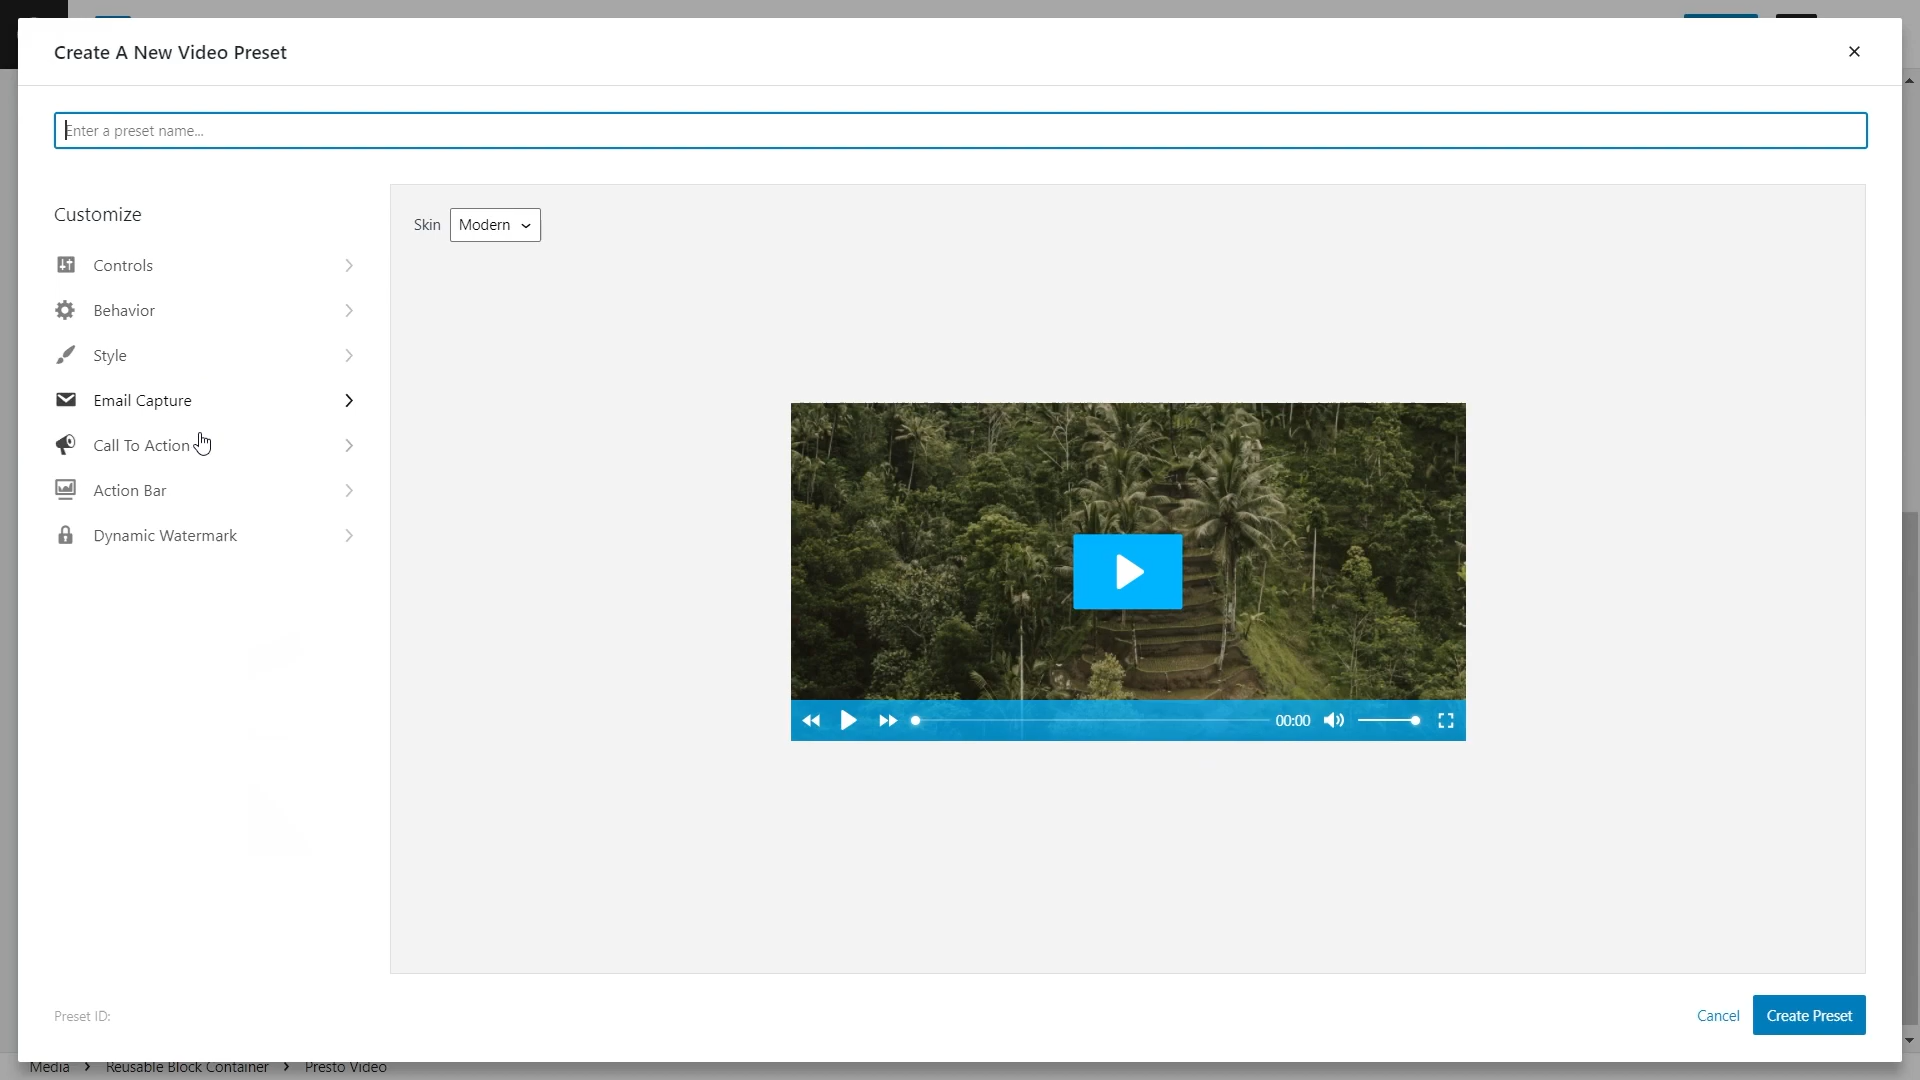 Create A New Video Preset
Enter a preset name...
Customize
Skin Modern
Controls
Behavior
Style
Email Capture
Call To Action
Action Bar
Dynamic Watermark
00:00
Preset ID:
Cancel
Create Preset
Media
Reusable Block Container
Presto Video